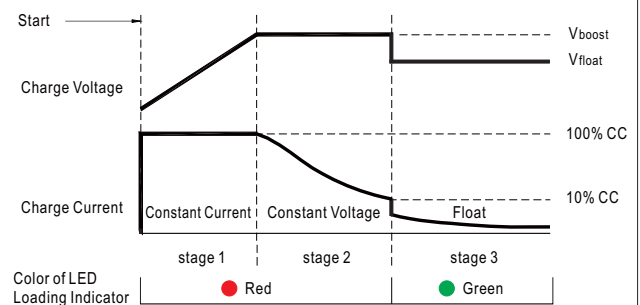 Start
Vboost
Vfloat
Charge Voltage
100% CC
10% CC
Charge Current
Constant Current
Constant Voltage
Float
stage 1
stage 2
stage 3
Color of LED
Loading Indicator
Red
Green